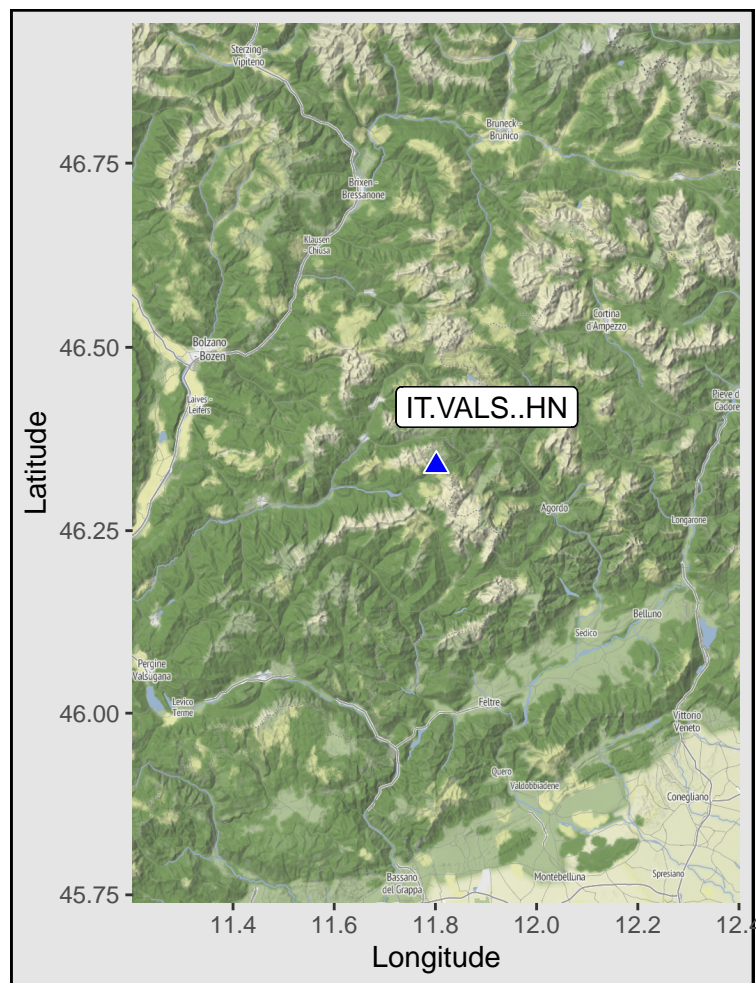 Sterzing -
Vipiteno
Bruneck -
Brunico
46.75
Brixen -
Bressanone
Klausen
- Chiusa
Cortina
d'Ampezzo
Bolzano
- Bozen
46.50
IT.VALS..HN
Laives -
Leifers
Pieve d
Cadore
Latitude
46.25
Agordo
Longarone
Belluno
Sedico
Pergine
Valsugana
Levico
Terme
46.00
Feltre
Vittorio
Veneto
Quero
Valdobbiadene
Conegliano
Bassano
del Grappa
Montebelluna
Spresiano
45.75
11.4
11.6
11.8
12.0
12.2
12.4
Longitude